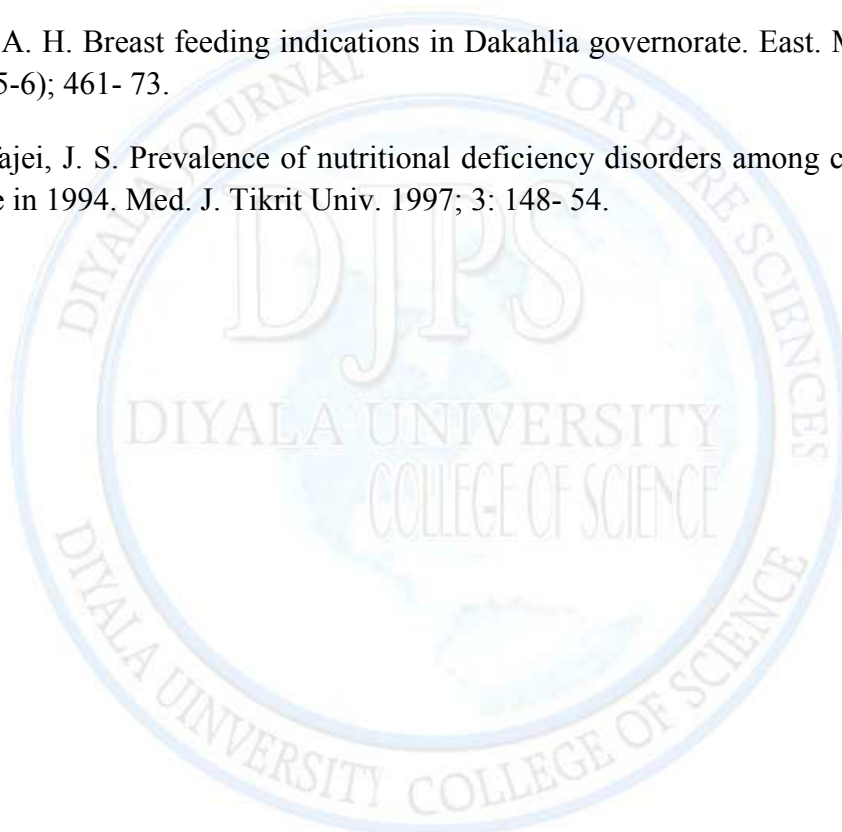 A. H. Breast feeding indications in Dakahlia governorate. East. M
5-6); 461- 73.
ajei, J. S. Prevalence of nutritional deficiency disorders among c
e in 1994. Med. J. Tikrit Univ. 1997; 3: 148- 54.
DIYALA JOURNAL FOR PURE SCIENCES
DJPS
DIYALA UNIVERSITY
COLLEGE OF SCIENCE
DIYALA UINVERSITY COLLEGE OF SCIENCE